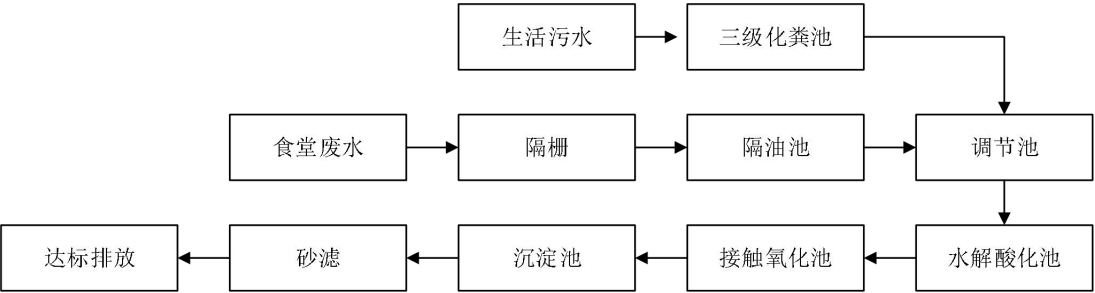 生活污水
三级化粪池
食堂废水
隔栅
隔油池
调节池
达标排放
砂滤
沉淀池
接触氧化池
水解酸化池